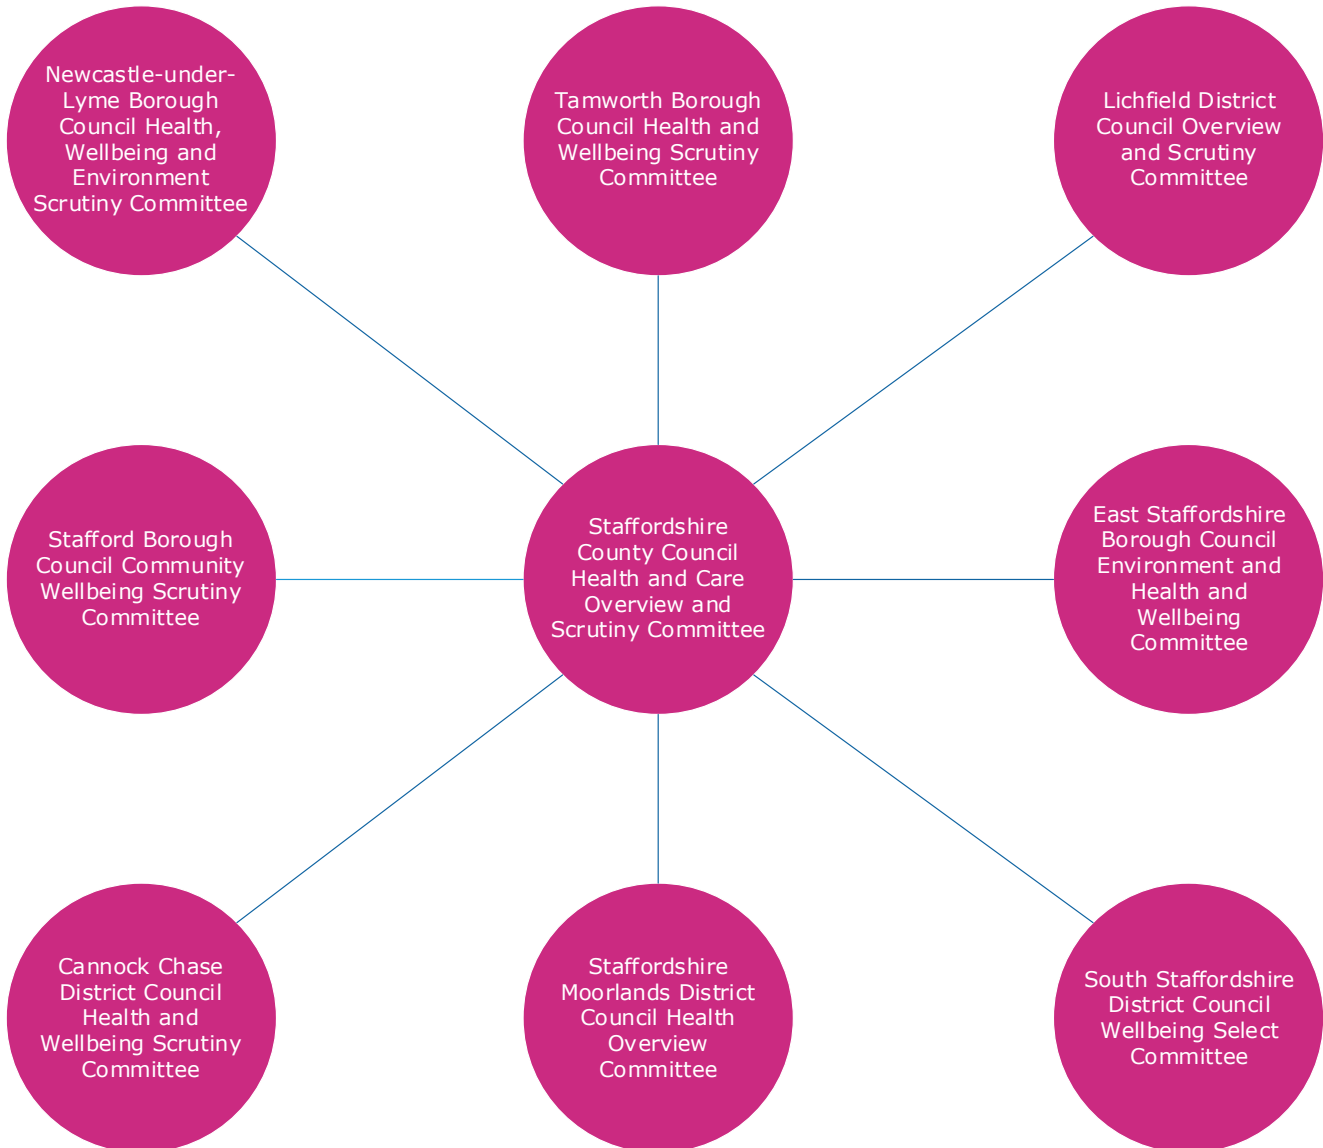 Newcastle-under-
Lyme Borough
Council Health,
Wellbeing and
Environment
Scrutiny Committee
Tamworth Borough
Council Health and
Wellbeing Scrutiny
Committee
Lichfield District
Council Overview
and Scrutiny
Committee
Stafford Borough
Council Community
Wellbeing Scrutiny
Committee
Staffordshire
County Council
Health and Care
Overview and
Scrutiny Committee
East Staffordshire
Borough Council
Environment and
Health and
Wellbeing
Committee
Cannock Chase
District Council
Health and
Wellbeing Scrutiny
Committee
Staffordshire
Moorlands District
Council Health
Overview
Committee
South Staffordshire
District Council
Wellbeing Select
Committee